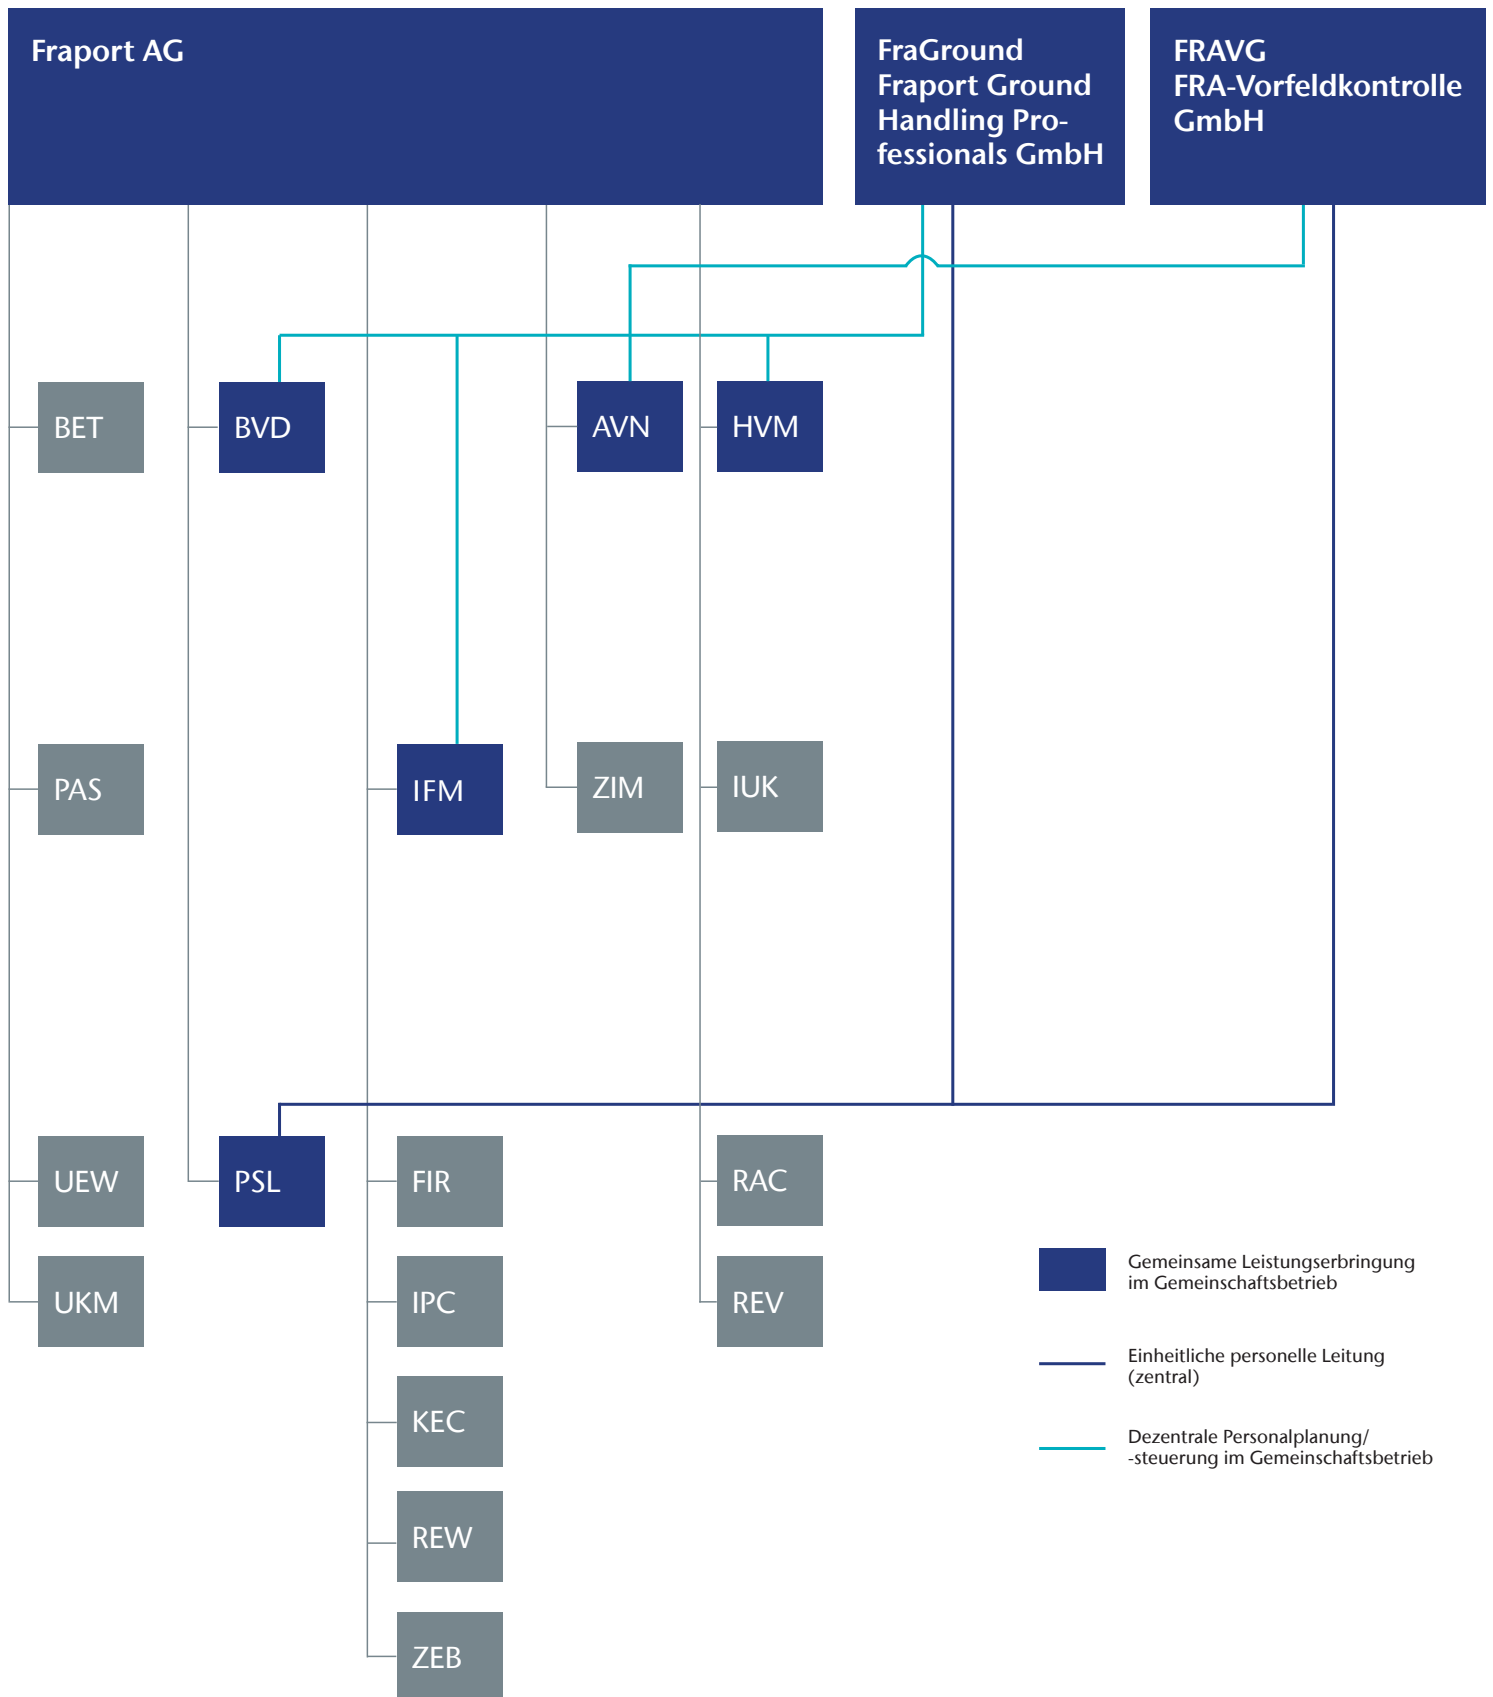 Fraport AG
FraGround
Fraport Ground
Handling Pro-
fessionals GmbH
FRAVG
FRA-Vorfeldkontrolle
GmbH
BET
BVD
AVN
HVM
PAS
IFM
ZIM
IUK
UEW
PSL
FIR
RAC
UKM
IPC
REV
KEC
REW
ZEB
Gemeinsame Leistungserbringung
im Gemeinschaftsbetrieb
Einheitliche personelle Leitung
(zentral)
Dezentrale Personalplanung/
-steuerung im Gemeinschaftsbetrieb